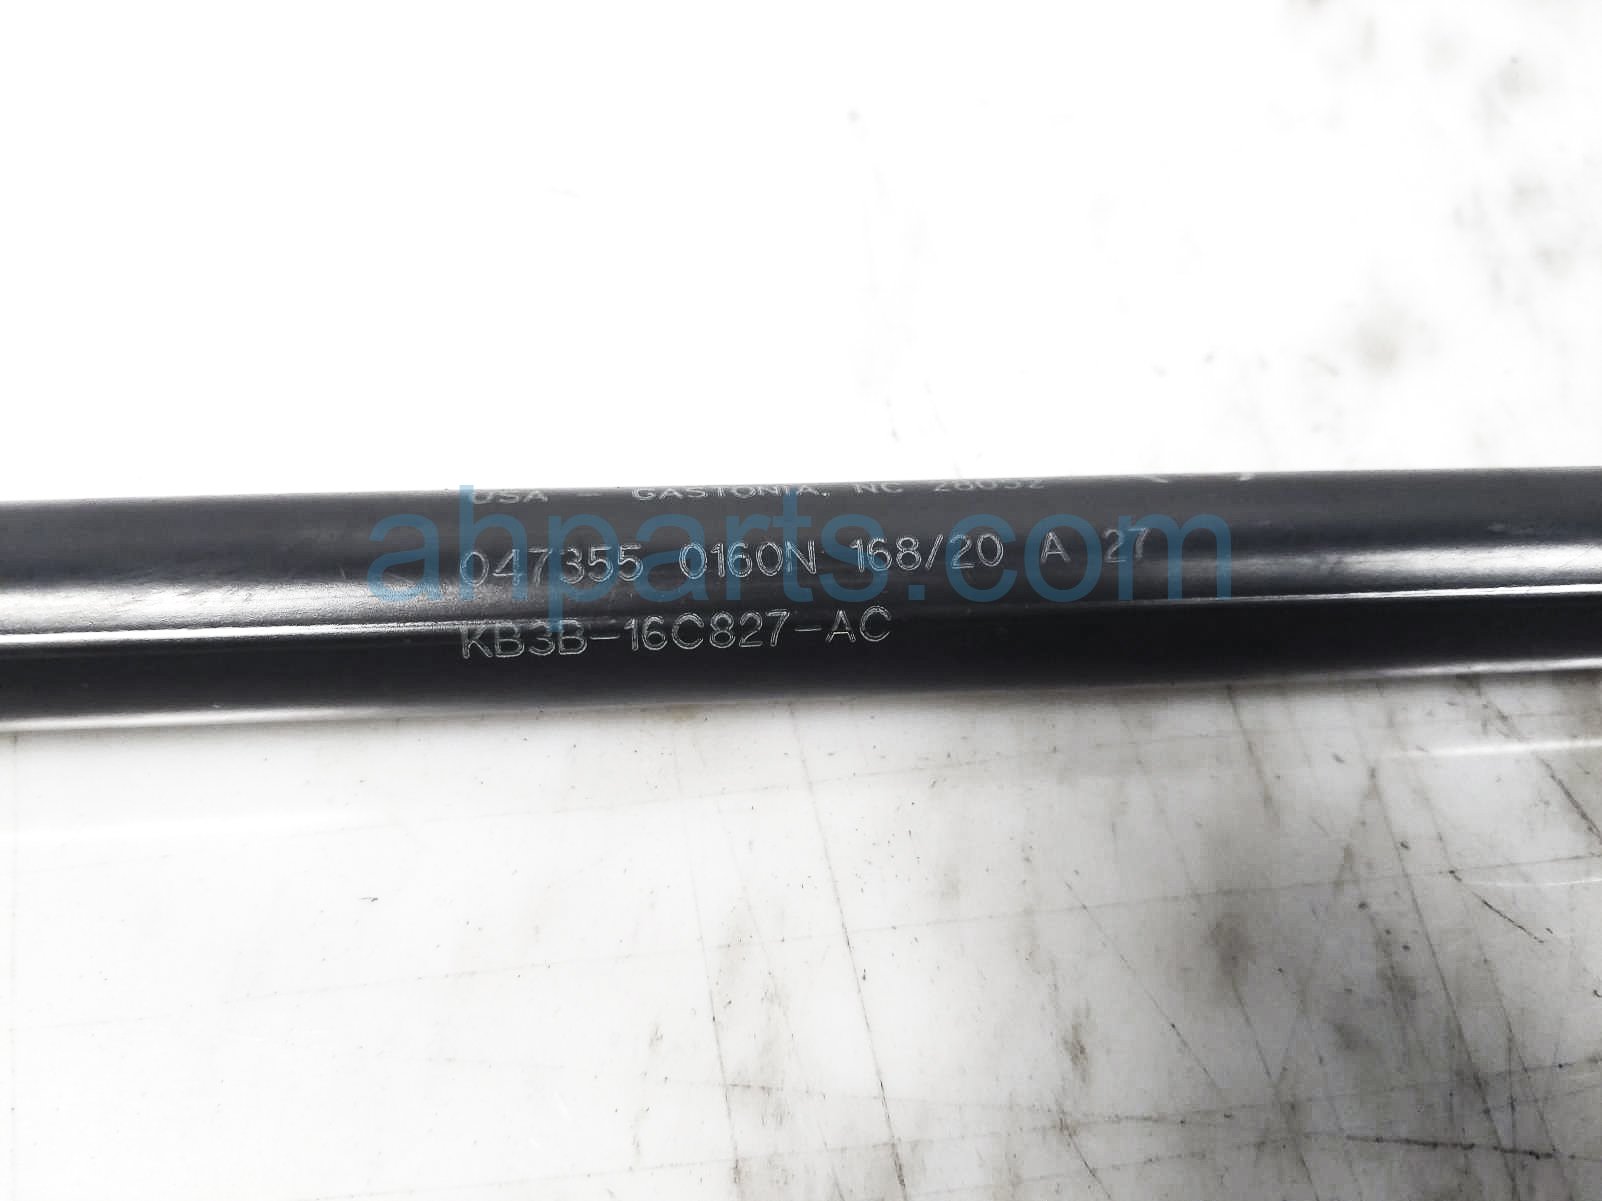 USA - GASTONIA, NC 28052
047355 0160N 168/20 A 27
KB3B-16C827-AC
ahparts.com